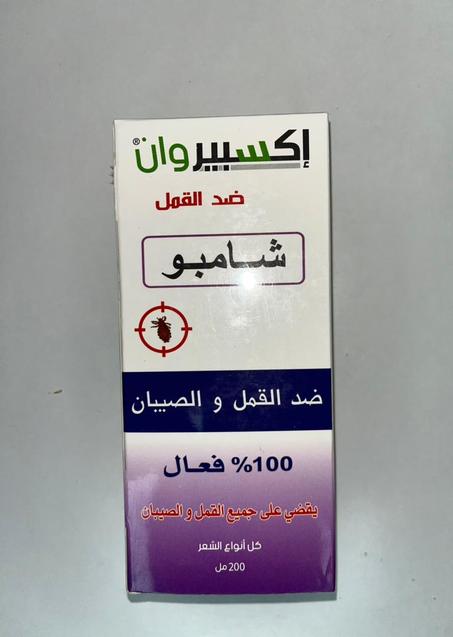 إكسبيروان®
ضد القمل
شامبو
ضد القمل و الصيبان
100% فعال
يقضي على جميع القمل و الصيبان
كل أنواع الشعر
200 مل